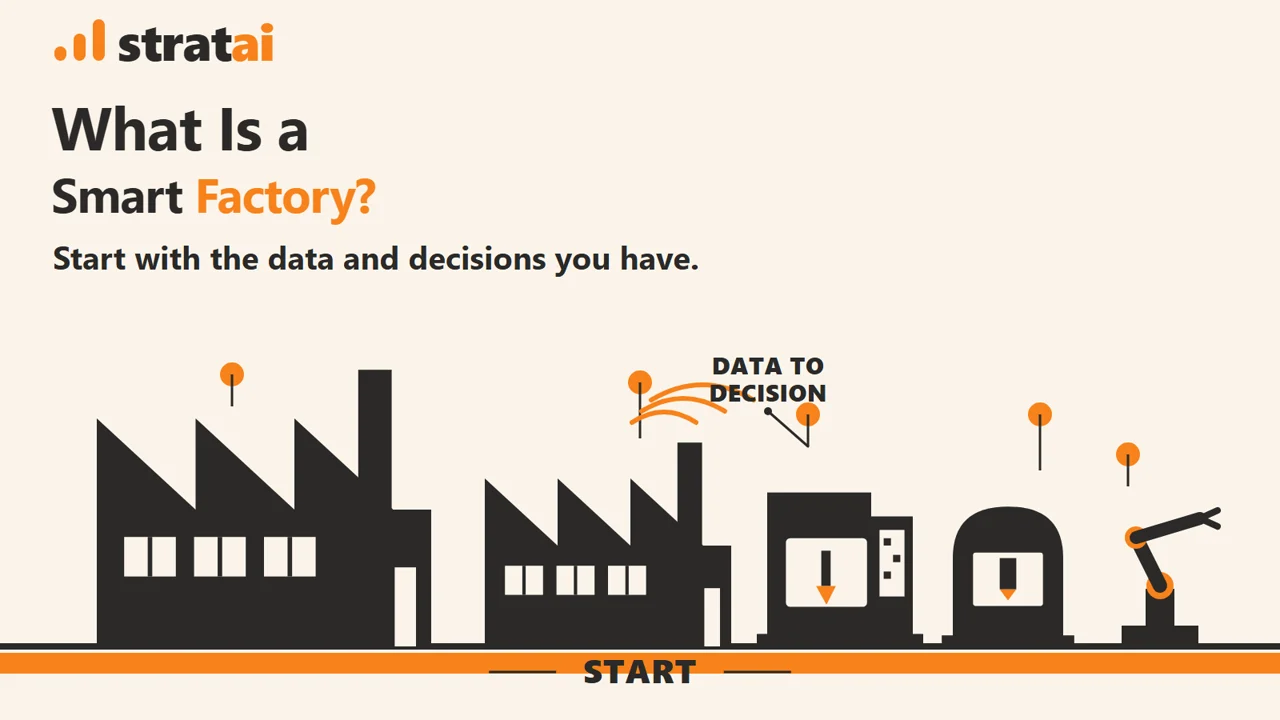 stratai
What Is a
Smart Factory?
Start with the data and decisions you have.
DATA TO
DECISION
START